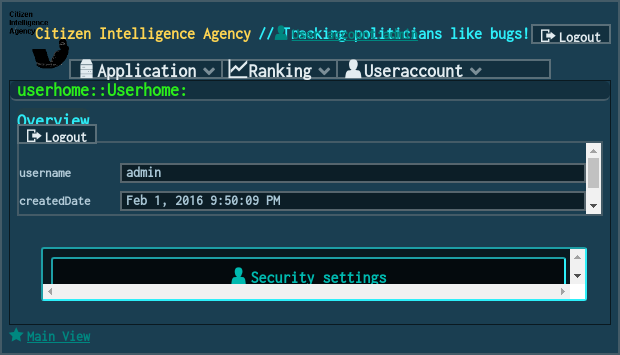 Citizen
Intelligence
Agency
Citizen Intelligence Agency // Tracking politicians like bugs!
Logout
Application
Ranking
Useraccount
userhome::Userhome:
Overview
Logout
username
admin
createdDate
Feb 1, 2016 9:50:09 PM
Security settings
Main View